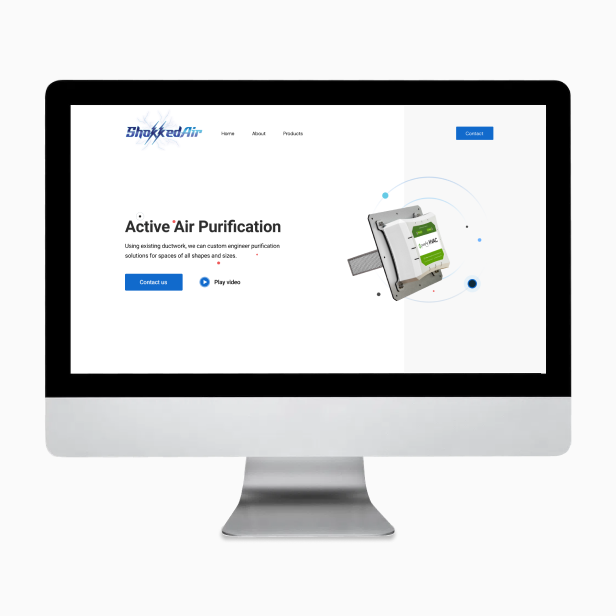 ShokkedAir
Home
About
Products
Contact
Active Air Purification
Using existing ductwork, we can custom engineer purification
solutions for spaces of all shapes and sizes.
Contact us
Play video
HVAC